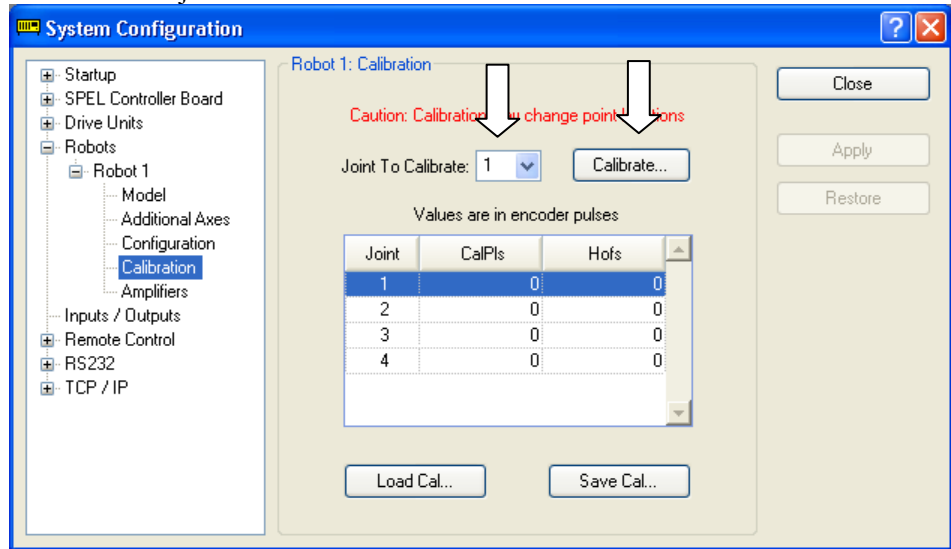 System Configuration
Startup
SPEL Controller Board
Drive Units
Robots
Robot 1
Model
Additional Axes
Configuration
Calibration
Amplifiers
Inputs / Outputs
Remote Control
RS232
TCP / IP
Robot 1: Calibration
Caution: Calibration change point
Joint To Calibrate: 1 Calibrate...
Values are in encoder pulses
Joint CalPls Hofs
1 0 0
2 0 0
3 0 0
4 0 0
Load Cal... Save Cal...
Close
Apply
Restore